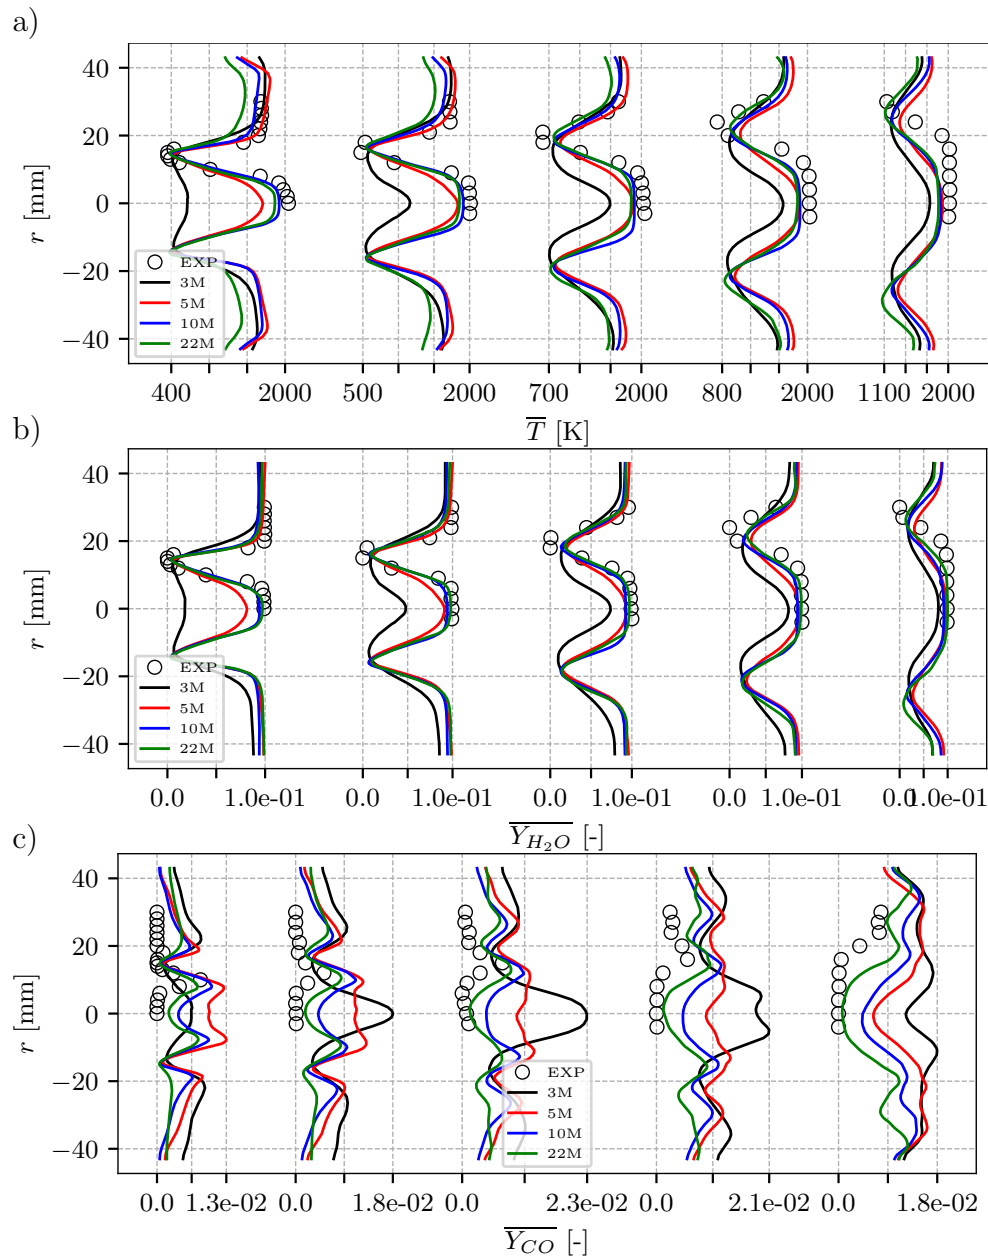 a)
40
20
0
−20
−40
r [mm]
EXP
3M
5M
10M
22M
400 2000 500 2000 700 2000 800 2000 1100 2000
T [K]
b)
40
20
0
−20
−40
r [mm]
EXP
3M
5M
10M
22M
0.0 1.0e-01 0.0 1.0e-01 0.0 1.0e-01 0.0 1.0e-01 0.0 1.0e-01
Y_{H_2O} [-]
c)
40
20
0
−20
−40
r [mm]
EXP
3M
5M
10M
22M
0.0 1.3e-02 0.0 1.8e-02 0.0 2.3e-02 0.0 2.1e-02 0.0 1.8e-02
Y_{CO} [-]